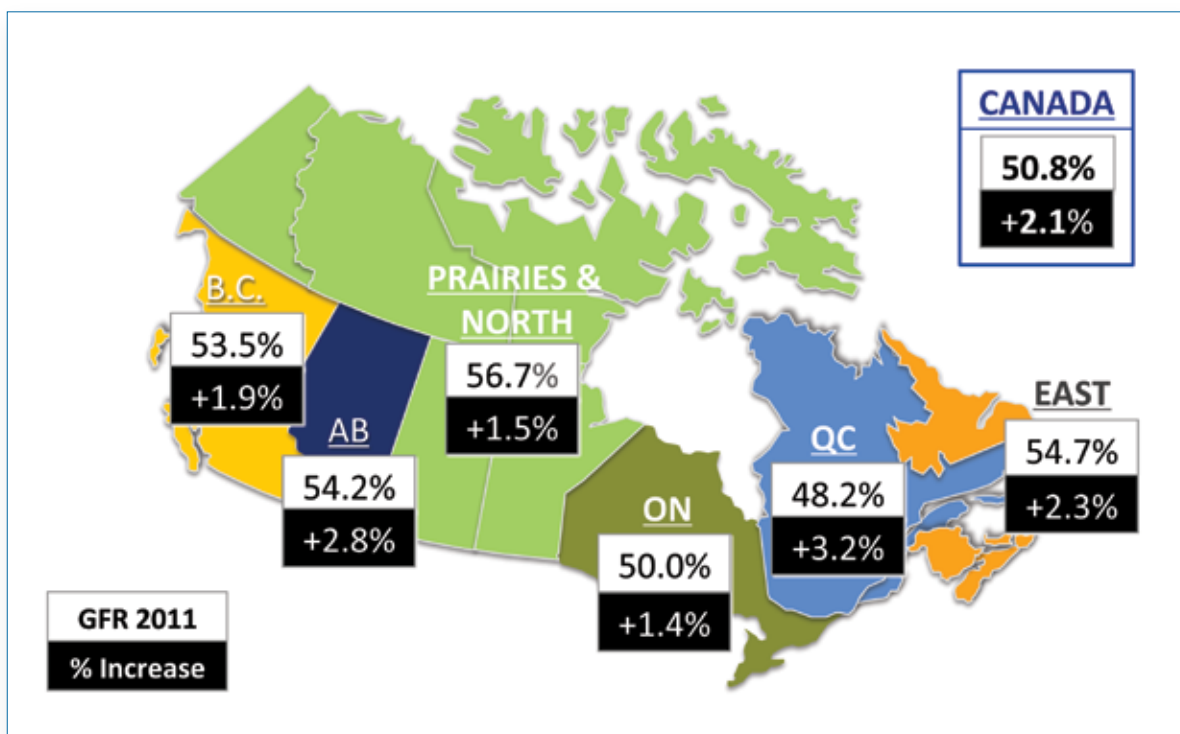 CANADA
50.8%
+2.1%
PRAIRIES &
NORTH
56.7%
+1.5%
B.C.
53.5%
+1.9%
AB
54.2%
+2.8%
ON
50.0%
+1.4%
QC
48.2%
+3.2%
EAST
54.7%
+2.3%
GFR 2011
% Increase